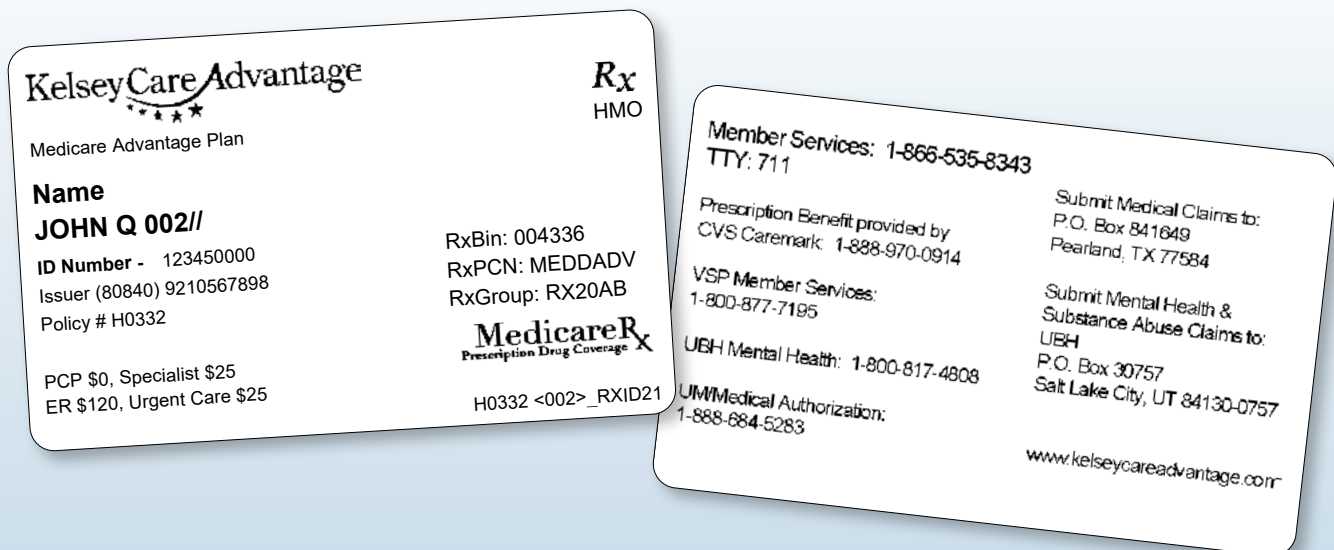 KelseyCareAdvantage
Rx
HMO
Medicare Advantage Plan
Name
JOHN Q 002//
ID Number - 123450000
Issuer (80840) 9210567898
Policy # H0332
RxBin: 004336
RxPCN: MEDDADV
RxGroup: RX20AB
MedicareRx
Prescription Drug Coverage
PCP $0, Specialist $25
ER $120, Urgent Care $25
H0332 <002>_RXID21
Member Services: 1-866-535-8343
TTY: 711
Prescription Benefit provided by
CVS Caremark: 1-888-970-0914
VSP Member Services:
1-800-877-7195
UBH Mental Health: 1-800-817-4808
UM/Medical Authorization:
1-888-684-5283
Submit Medical Claims to:
P.O. Box 841649
Pearland, TX 77584
Submit Mental Health &
Substance Abuse Claims to:
UBH
P.O. Box 30757
Salt Lake City, UT 84130-0757
www.kelseycareadvantage.com